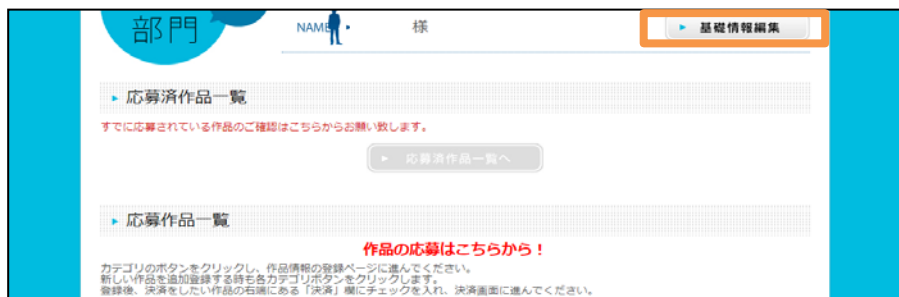 部門
NAME 様
基礎情報編集
応募済作品一覧
すでに応募されている作品のご確認はこちらからお願い致します。
応募済作品一覧へ
応募作品一覧
作品の応募はこちらから！
カテゴリのボタンをクリックし、作品情報の登録ページに進んでください。
新しい作品を追加登録する時も各カテゴリボタンをクリックします。
登録後、決済をしたい作品の右端にある「決済」欄にチェックを入れ、決済画面に進んでください。